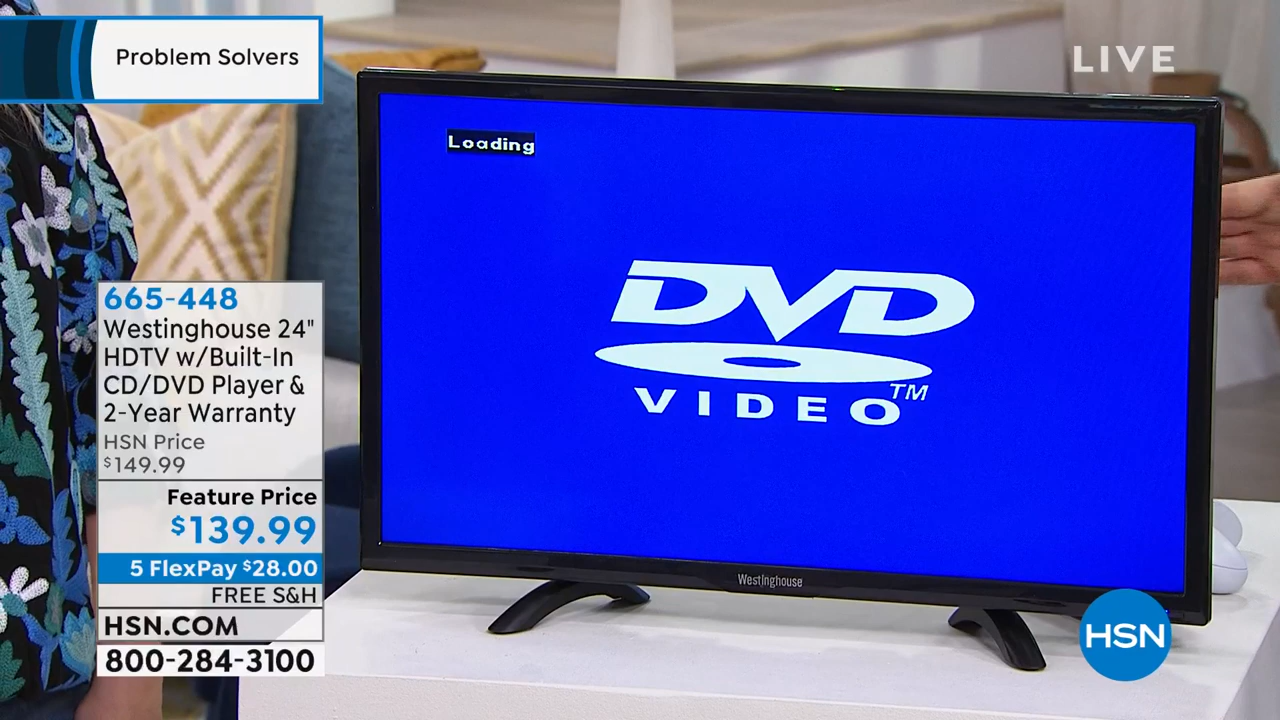 Problem Solvers
LIVE
Loading
DVD
VIDEO™
665-448
Westinghouse 24"
HDTV w/Built-In
CD/DVD Player &
2-Year Warranty
HSN Price
$149.99
Feature Price
$139.99
5 FlexPay $28.00
FREE S&H
HSN.COM
800-284-3100
Westinghouse
HSN